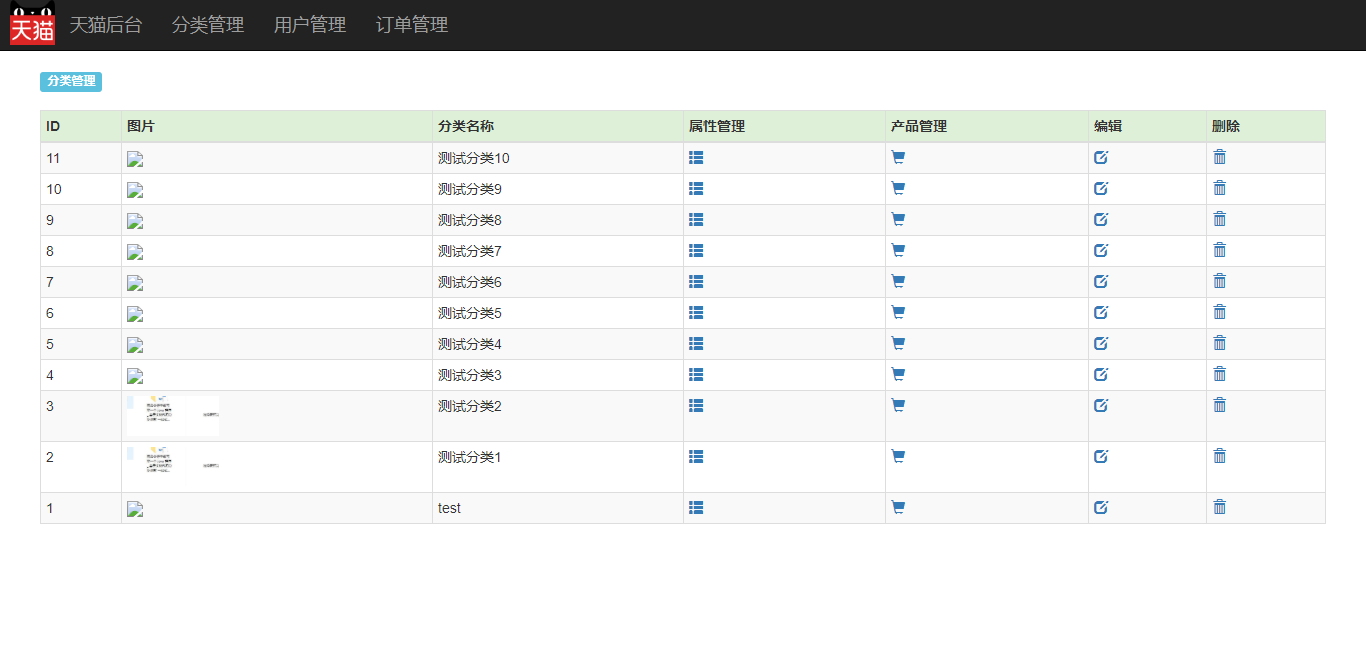 天猫 天猫后台 分类管理 用户管理 订单管理
分类管理
ID 图片 分类名称 属性管理 产品管理 编辑 删除
11 测试分类10
10 测试分类9
9 测试分类8
8 测试分类7
7 测试分类6
6 测试分类5
5 测试分类4
4 测试分类3
3 测试分类2
2 测试分类1
1 test